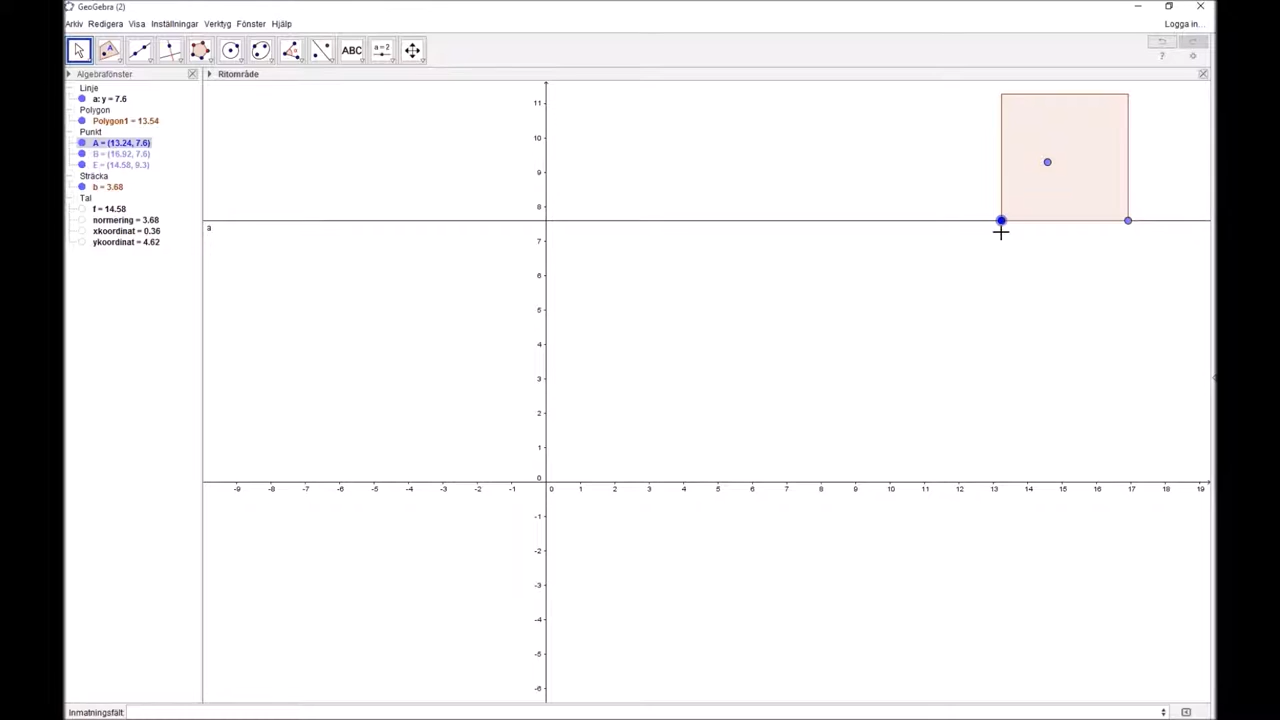 GeoGebra (2)
Arkiv Redigera Visa Inställningar Verktyg Fönster Hjälp
Logga in...
A
ABC
a=2
?
Algebrafönster
Ritområde
Linje
a: y = 7.6
Polygon
Polygon1 = 13.54
Punkt
A = (13.24, 7.6)
B = (16.92, 7.6)
E = (14.58, 9.3)
Sträcka
b = 3.68
Tal
f = 14.58
normering = 3.68
xkoordinat = 0.36
ykoordinat = 4.62
11
10
9
8
a
7
6
5
4
3
2
1
0
-9 -8 -7 -6 -5 -4 -3 -2 -1 0 1 2 3 4 5 6 7 8 9 10 11 12 13 14 15 16 17 18 19
-1
-2
-3
-4
-5
-6
Inmatningsfält: